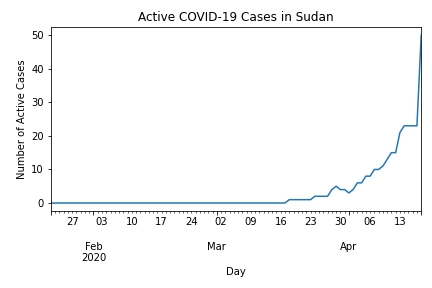 Active COVID-19 Cases in Sudan
Number of Active Cases
50
40
30
20
10
0
27 03 10 17 24 02 09 16 23 30 06 13
Feb Mar Apr
2020
Day